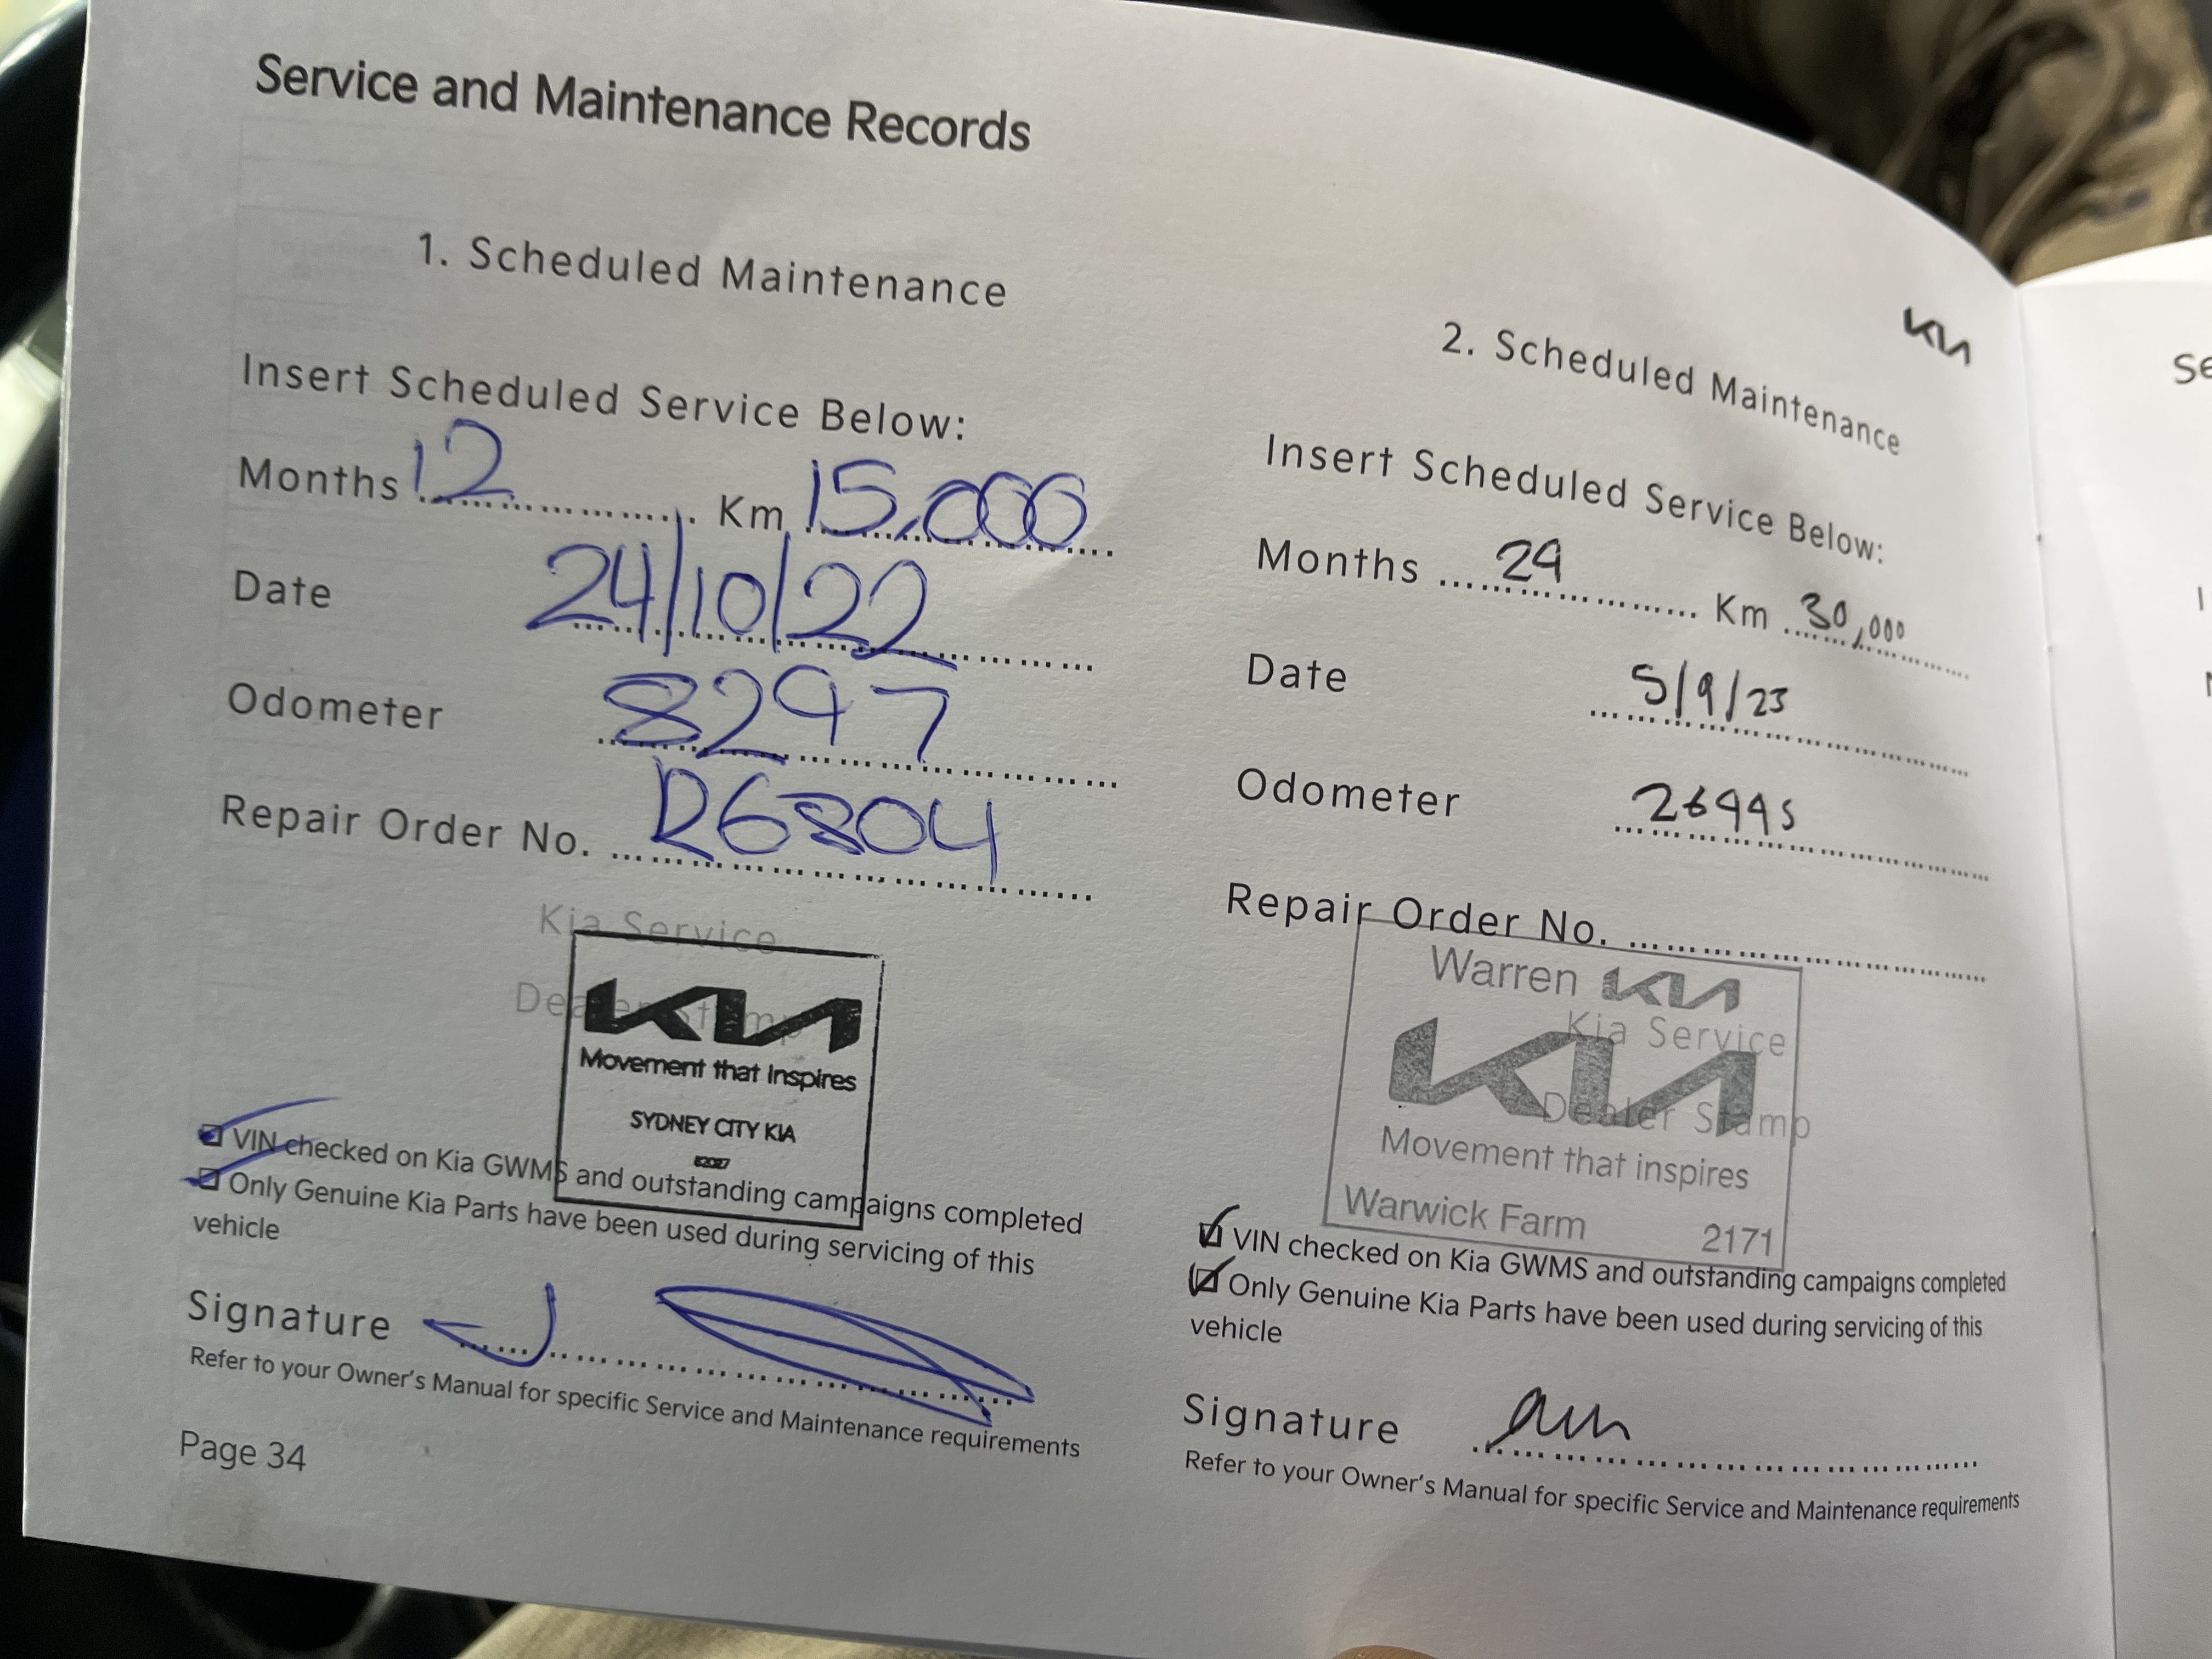 Service and Maintenance Records
1. Scheduled Maintenance
Insert Scheduled Service Below:
Months 12 Km 15,000
Date 24/10/22
Odometer 8297
Repair Order No. R6804
Kia Service
Dealer Stamp
KIA
Movement that inspires
SYDNEY CITY KIA
VIN checked on Kia GWMS and outstanding campaigns completed
Only Genuine Kia Parts have been used during servicing of this
vehicle
Signature
Refer to your Owner's Manual for specific Service and Maintenance requirements
Page 34
KIA
2. Scheduled Maintenance
Insert Scheduled Service Below:
Months 24 Km 30,000
Date 5/9/23
Odometer
Repair Order No.
Warren KIA
Kia Service
KIA
Dealer Stamp
Movement that inspires
Warwick Farm 2171
VIN checked on Kia GWMS and outstanding campaigns completed
Only Genuine Kia Parts have been used during servicing of this
vehicle
Signature
Refer to your Owner's Manual for specific Service and Maintenance requirements
Se